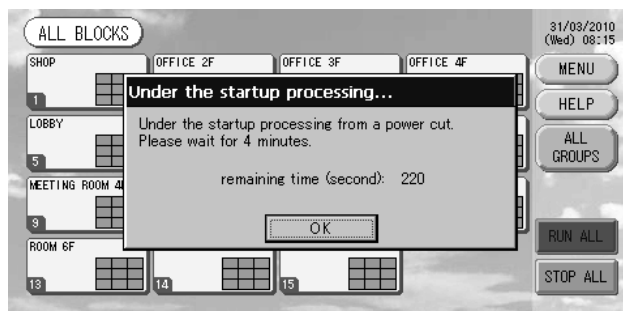 ALL BLOCKS
31/03/2010
(Wed) 08:15
SHOP
OFFICE 2F
OFFICE 3F
OFFICE 4F
MENU
1
HELP
Under the startup processing...
LOBBY
Under the startup processing from a power cut.
Please wait for 4 minutes.
ALL
GROUPS
5
MEETING ROOM
remaining time (second): 220
9
OK
RUN ALL
ROOM 6F
STOP ALL
13
14
15